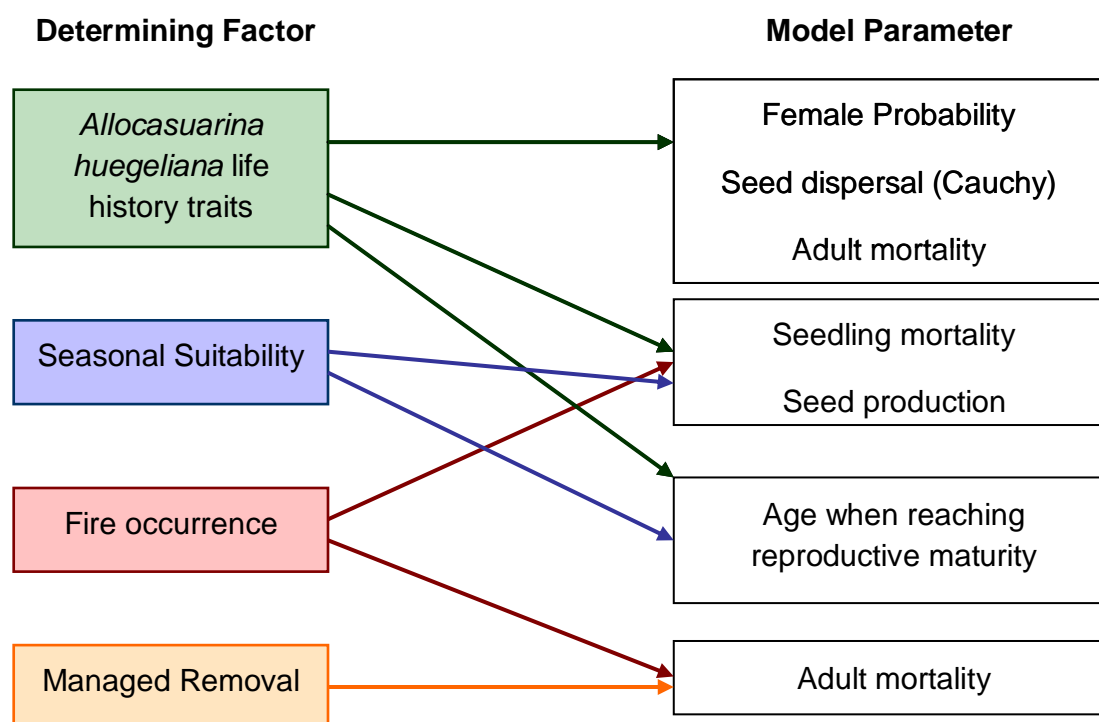 Determining Factor
Model Parameter
Allocasuarina
huegeliana life
history traits
Female Probability
Seed dispersal (Cauchy)
Adult mortality
Seasonal Suitability
Seedling mortality
Seed production
Fire occurrence
Age when reaching
reproductive maturity
Managed Removal
Adult mortality